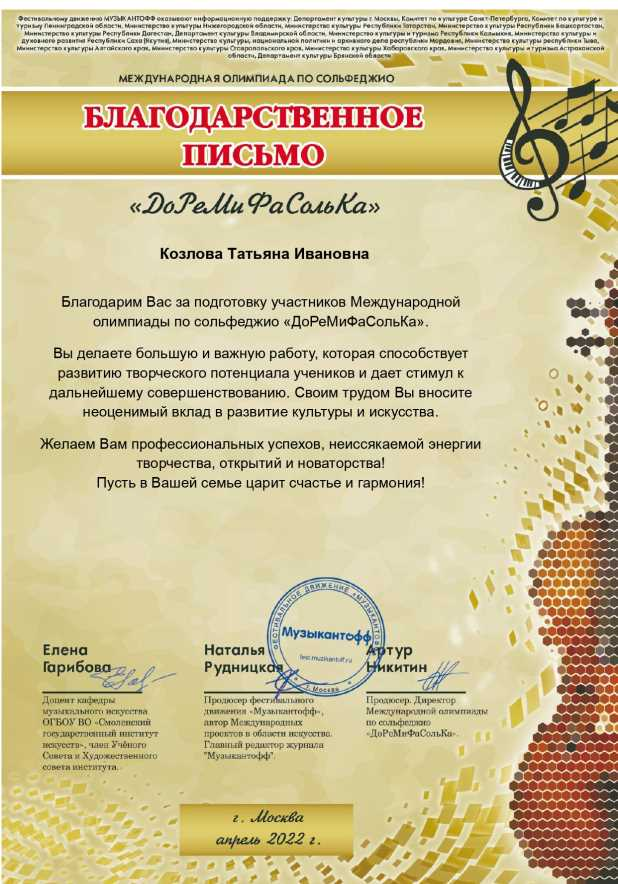 Фестивальному движению МУЗЫКАНТОФФ оказывают информационную поддержку: Департамент культуры г. Москвы, Комитет по культуре Санкт-Петербурга, Комитет по культуре и
туризму Ленинградской области, Министерство культуры Нижегородской области, Министерство культуры Республики Татарстан, Министерство культуры Республики Башкортостан,
Министерство культуры Республики Дагестан, Департамент культуры Владимирской области, Министерство культуры и туризма Республики Калмыкия, Министерство культуры и
духовного развития Республики Саха (Якутия), Министерство культуры, национальной политики и архивного дела республики Мордовия, Министерство культуры республики Тыва,
Министерство культуры Алтайского края, Министерство культуры Ставропольского края, Министерство культуры Хабаровского края, Министерство культуры и туризма Астраханской
области, Департамент культуры Брянской области
МЕЖДУНАРОДНАЯ ОЛИМПИАДА ПО СОЛЬФЕДЖИО
БЛАГОДАРСТВЕННОЕ
ПИСЬМО
«ДоРеМиФаСольКа»
Козлова Татьяна Ивановна
Благодарим Вас за подготовку участников Международной
олимпиады по сольфеджио «ДоРеМиФаСольКа».
Вы делаете большую и важную работу, которая способствует
развитию творческого потенциала учеников и дает стимул к
дальнейшему совершенствованию. Своим трудом Вы вносите
неоценимый вклад в развитие культуры и искусства.
Желаем Вам профессиональных успехов, неиссякаемой энергии
творчества, открытий и новаторства!
Пусть в Вашей семье царит счастье и гармония!
ФЕСТИВАЛЬНОЕ ДВИЖЕНИЕ «МУЗЫКАНТОФФ»
Музыкантофф
fest.muzikantoff.ru
г. Москва
Елена
Гарибова
Доцент кафедры
музыкального искусства
ОГБОУ ВО «Смоленский
государственный институт
искусств», член Учёного
Совета и Художественного
совета института.
Наталья
Рудницкая
Продюсер фестивального
движения «Музыкантофф»,
автор Международных
проектов в области искусства.
Главный редактор журнала
"Музыкантофф".
Артур
Никитин
Продюсер. Директор
Международной олимпиады
по сольфеджио
«ДоРеМиФаСольКа».
г. Москва
апрель 2022 г.